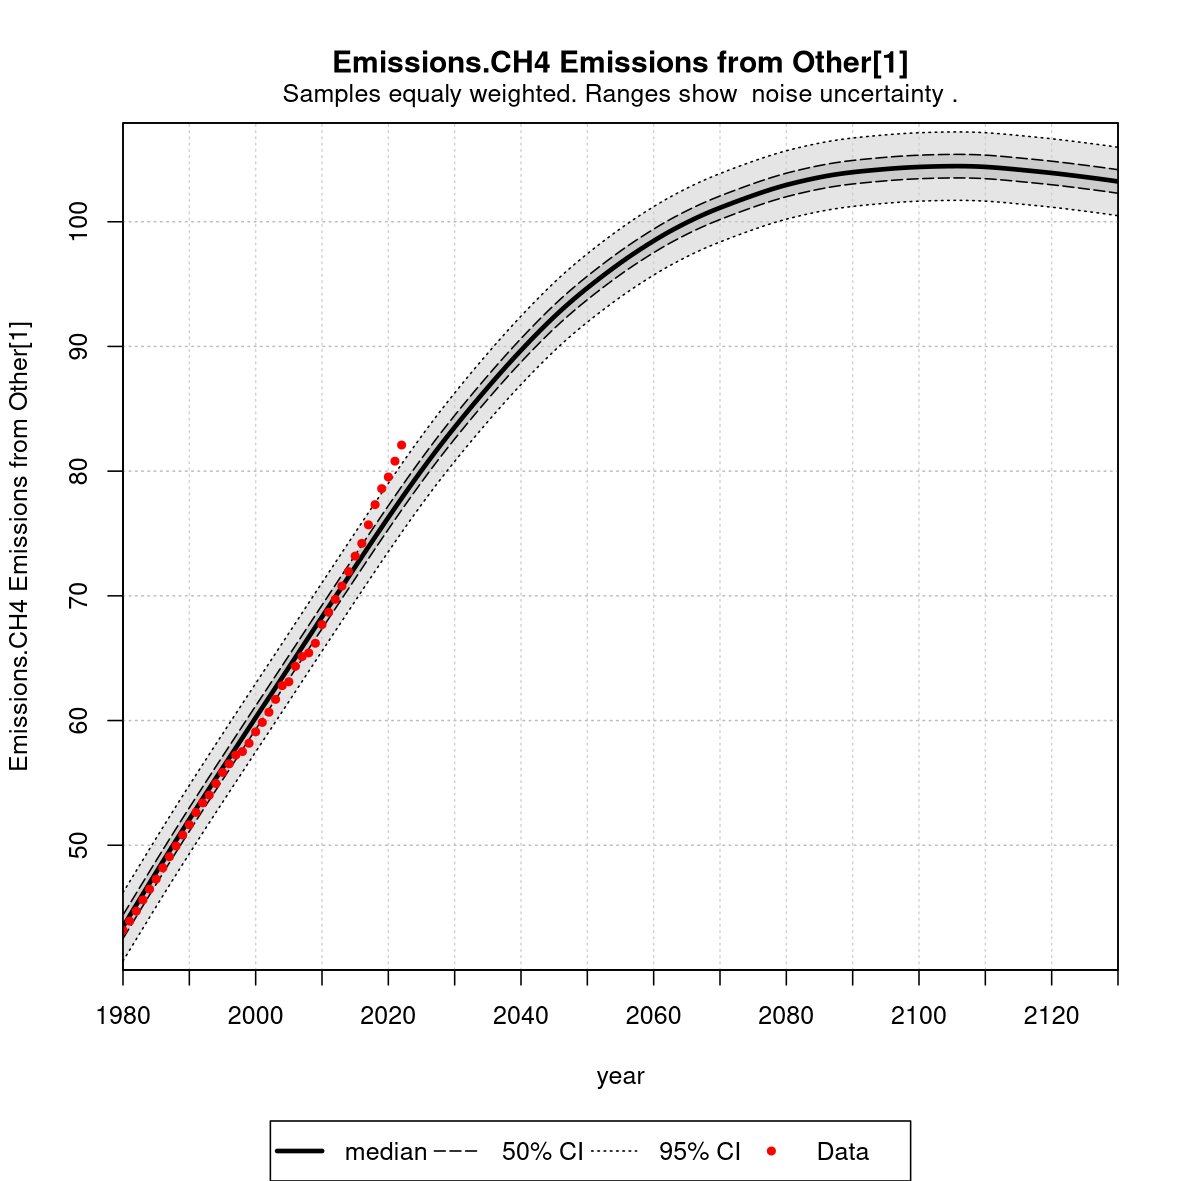 Emissions.CH4 Emissions from Other[1]
Samples equaly weighted. Ranges show  noise uncertainty .
Emissions.CH4 Emissions from Other[1]
100
90
80
70
60
50
1980 2000 2020 2040 2060 2080 2100 2120
year
median 50% CI 95% CI Data